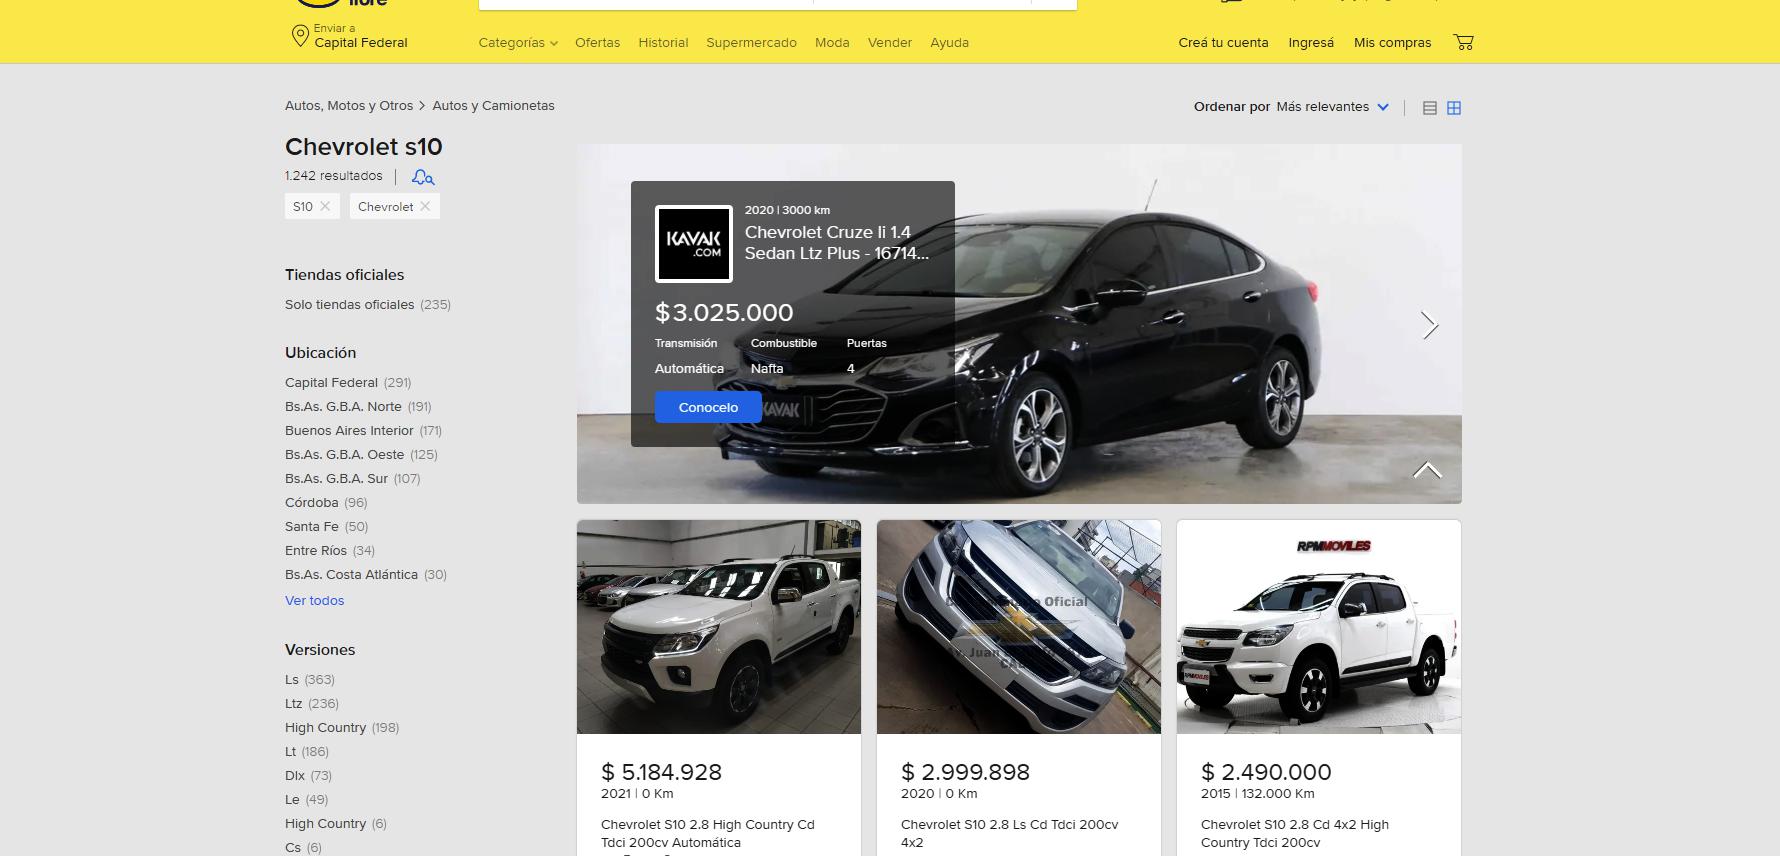 libre
Enviar a
Capital Federal
Categorías Ofertas Historial Supermercado Moda Vender Ayuda
Creá tu cuenta Ingresá Mis compras
Autos, Motos y Otros > Autos y Camionetas
Ordenar por Más relevantes
Chevrolet s10
1.242 resultados
S10 Chevrolet
Tiendas oficiales
Solo tiendas oficiales (235)
Ubicación
Capital Federal (291)
Bs.As. G.B.A. Norte (191)
Buenos Aires Interior (171)
Bs.As. G.B.A. Oeste (125)
Bs.As. G.B.A. Sur (107)
Córdoba (96)
Santa Fe (50)
Entre Ríos (34)
Bs.As. Costa Atlántica (30)
Ver todos
Versiones
Ls (363)
Ltz (236)
High Country (198)
Lt (186)
Dlx (73)
Le (49)
High Country (6)
Cs (6)
KAVAK
.COM
2020 | 3000 km
Chevrolet Cruze Ii 1.4
Sedan Ltz Plus - 16714...
$3.025.000
Transmisión Combustible Puertas
Automática Nafta 4
Conocelo
KAVAK
Oficial
Av. Juan
RPMMOVILES
RPMMOVILES
$ 5.184.928
2021 | 0 Km
Chevrolet S10 2.8 High Country Cd
Tdci 200cv Automática
$ 2.999.898
2020 | 0 Km
Chevrolet S10 2.8 Ls Cd Tdci 200cv
4x2
$ 2.490.000
2015 | 132.000 Km
Chevrolet S10 2.8 Cd 4x2 High
Country Tdci 200cv